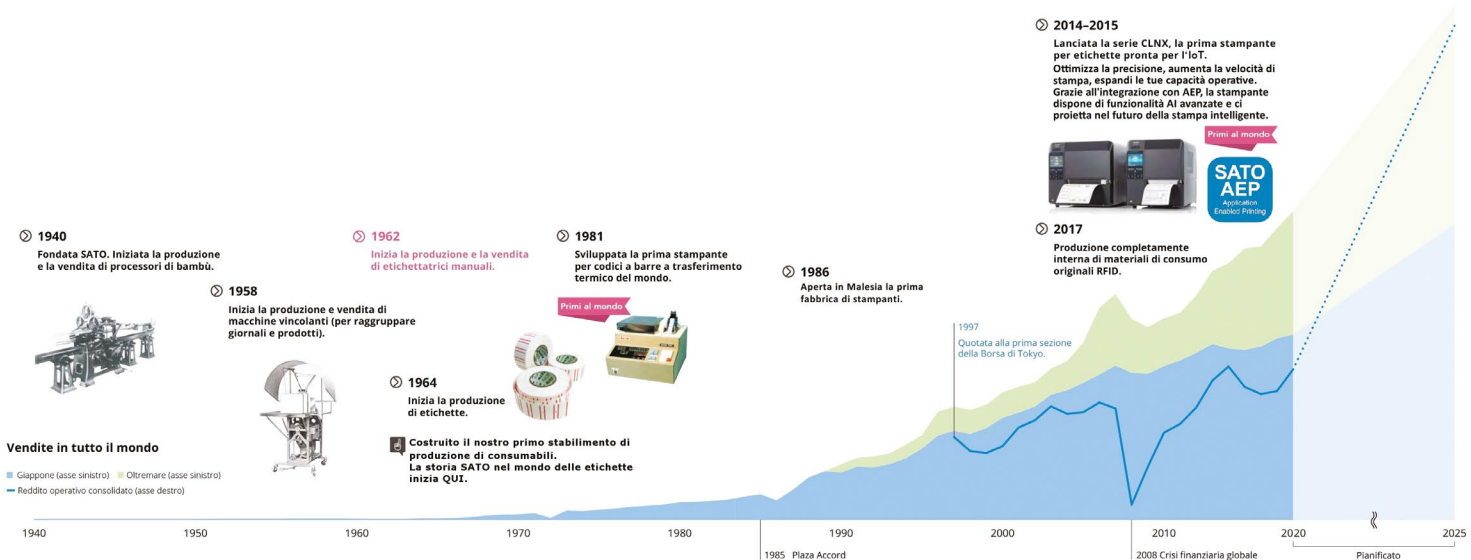 1940
Fondata SATO. Iniziata la produzione
e la vendita di processori di bambù.
1958
Inizia la produzione e vendita di
macchine vincolanti (per raggruppare
giornali e prodotti).
1962
Inizia la produzione e la vendita
di etichettatrici manuali.
1964
Inizia la produzione
di etichette.
Costruito il nostro primo stabilimento di
produzione di consumabili.
La storia SATO nel mondo delle etichette
inizia QUI.
1981
Sviluppata la prima stampante
per codici a barre a trasferimento
termico del mondo.
Primi al mondo
1986
Aperta in Malesia la prima
fabbrica di stampanti.
1997
Quotata alla prima sezione
della Borsa di Tokyo.
2014–2015
Lanciata la serie CLNX, la prima stampante
per etichette pronta per l'IoT.
Ottimizza la precisione, aumenta la velocità di
stampa, espandi le tue capacità operative.
Grazie all'integrazione con AEP, la stampante
dispone di funzionalità AI avanzate e ci
proietta nel futuro della stampa intelligente.
Primi al mondo
SATO
AEP
Application
Enabled Printing
2017
Produzione completamente
interna di materiali di consumo
originali RFID.
Vendite in tutto il mondo
Giappone (asse sinistro) Oltremare (asse sinistro)
Reddito operativo consolidato (asse destro)
1940 1950 1960 1970 1980 1990 2000 2010 2020 2025
1985 Plaza Accord
2008 Crisi finanziaria globale
Pianificato